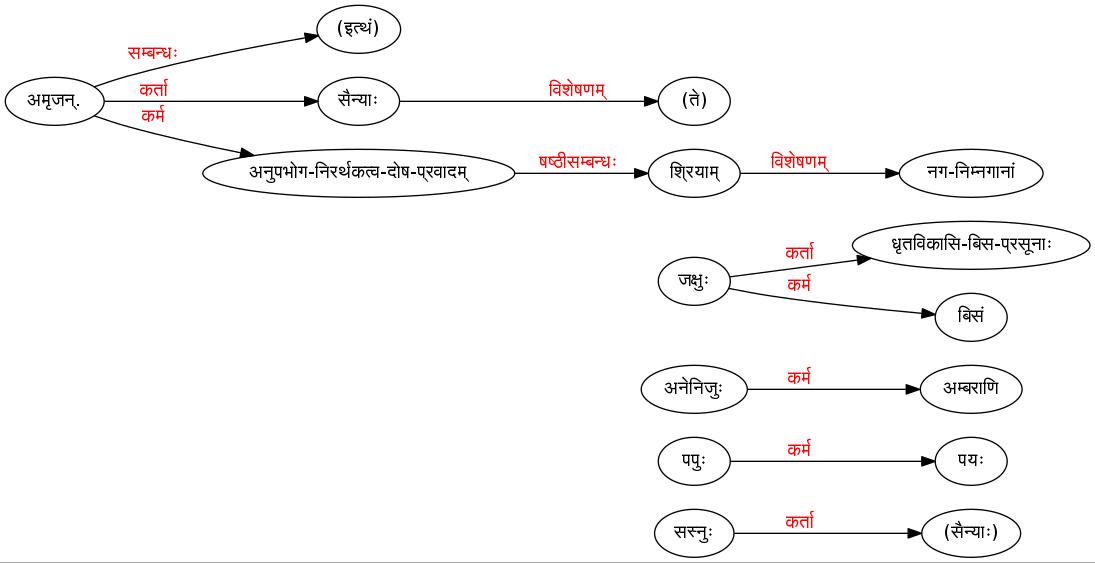 (इत्थं)
सम्बन्धः
अमृजन्.
कर्ता
सैन्याः
विशेषणम्
(ते)
कर्म
अनुपभोग-निरर्थकत्व-दोष-प्रवादम्
षष्ठीसम्बन्धः
श्रियाम्
विशेषणम्
नग-निम्नगानां
जक्षुः
कर्ता
धृतविकासि-बिस-प्रसूनाः
कर्म
बिसं
अनेनिजुः
कर्म
अम्बराणि
पपुः
कर्म
पयः
सस्नुः
कर्ता
(सैन्याः)